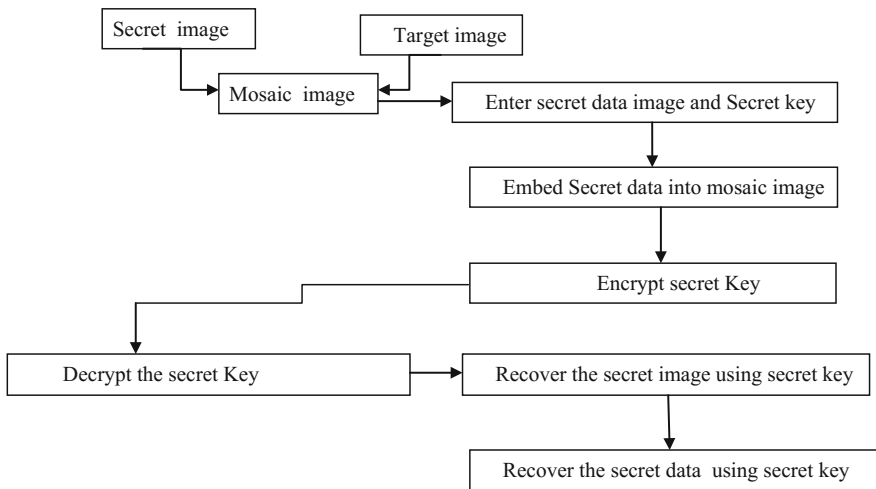 Secret image
Target image
Mosaic image
Enter secret data image and Secret key
Embed Secret data into mosaic image
Encrypt secret Key
Decrypt the secret Key
Recover the secret image using secret key
Recover the secret data using secret key